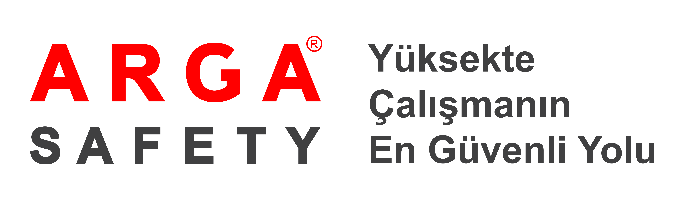 ARGA®
SAFETY
Yüksekte
Çalışmanın
En Güvenli Yolu